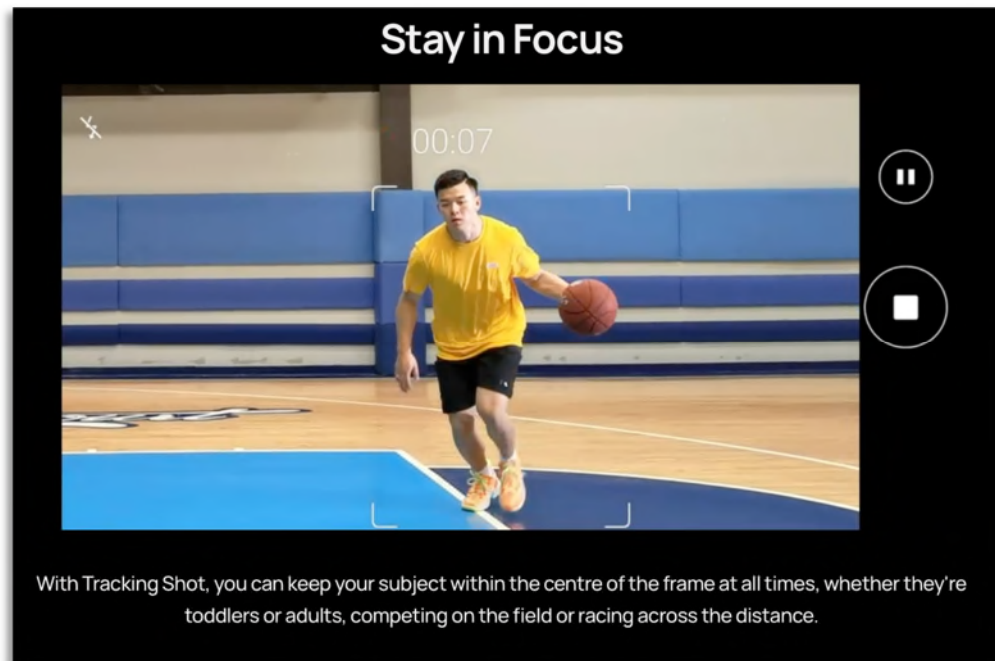 Stay in Focus
00:07
With Tracking Shot, you can keep your subject within the centre of the frame at all times, whether they're
toddlers or adults, competing on the field or racing across the distance.